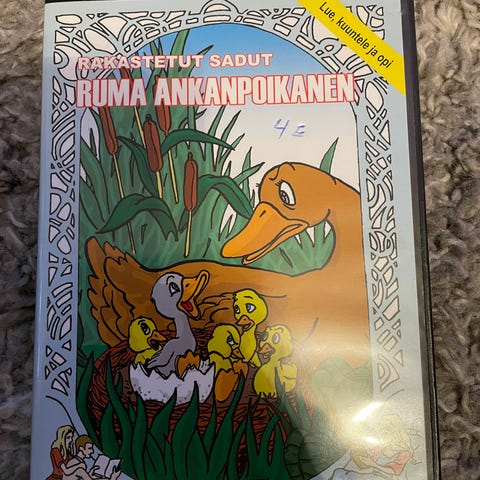 Lue, kuuntele ja opi
RAKASTETUT SADUT
RUMA ANKANPOIKANEN
4 €